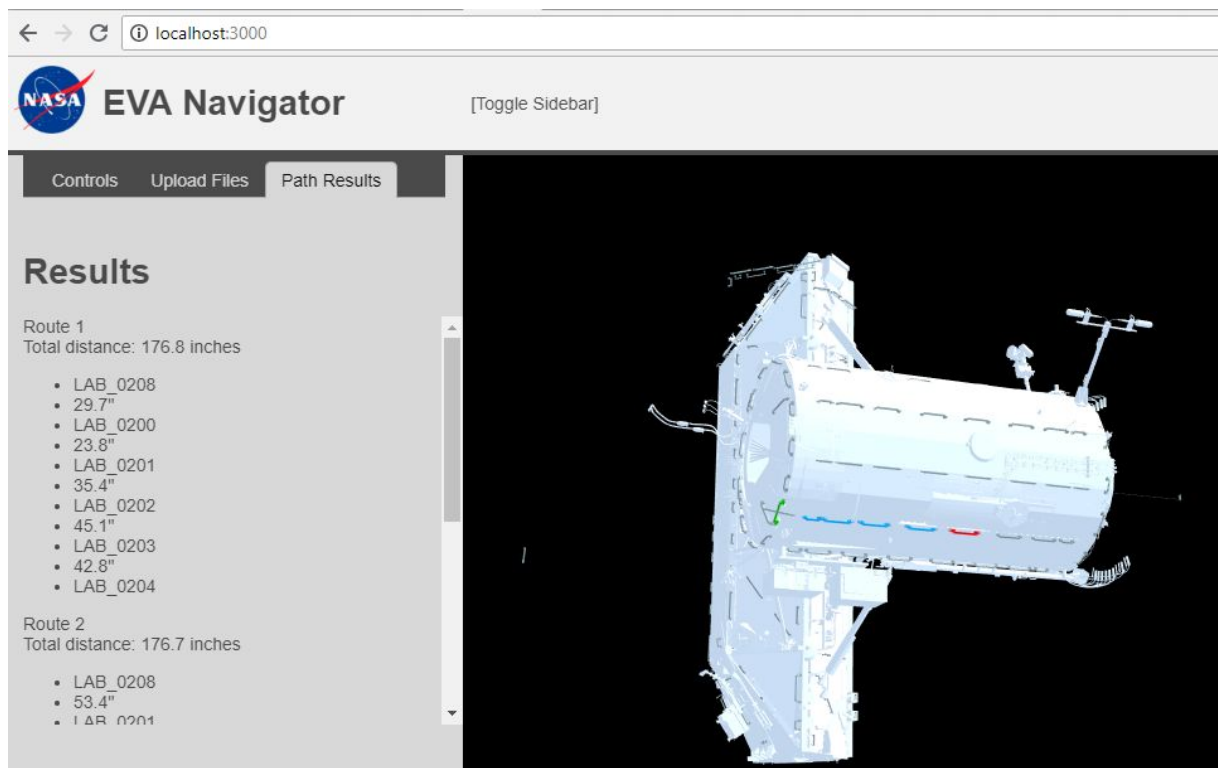 localhost:3000
NASA
EVA Navigator
[Toggle Sidebar]
Controls
Upload Files
Path Results
Results
Route 1
Total distance: 176.8 inches
• LAB_0208
• 29.7"
• LAB_0200
• 23.8"
• LAB_0201
• 35.4"
• LAB_0202
• 45.1"
• LAB_0203
• 42.8"
• LAB_0204
Route 2
Total distance: 176.7 inches
• LAB_0208
• 53.4"
• LAB_0201